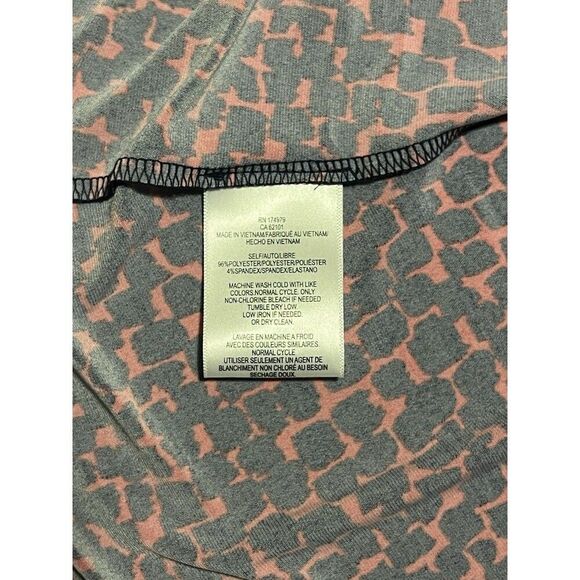 RN 174979
CA 62101
MADE IN VIETNAM/FABRIQUÉ AU VIETNAM/
HECHO EN VIETNAM
SELF/AUTO/LIBRE
96%POLYESTER/POLYESTER/POLIÉSTER
4%SPANDEX/SPANDEX/ELASTANO
MACHINE WASH COLD WITH LIKE
COLORS.NORMAL CYCLE. ONLY
NON-CHLORINE BLEACH IF NEEDED
TUMBLE DRY LOW.
LOW IRON IF NEEDED.
OR DRY CLEAN.
LAVAGE EN MACHINE A FROID
AVEC DES COULEURS SIMILAIRES.
NORMAL CYCLE
UTILISER SEULEMENT UN AGENT DE
BLANCHIMENT NON CHLORÉ AU BESOIN
SECHAGE DOUX.